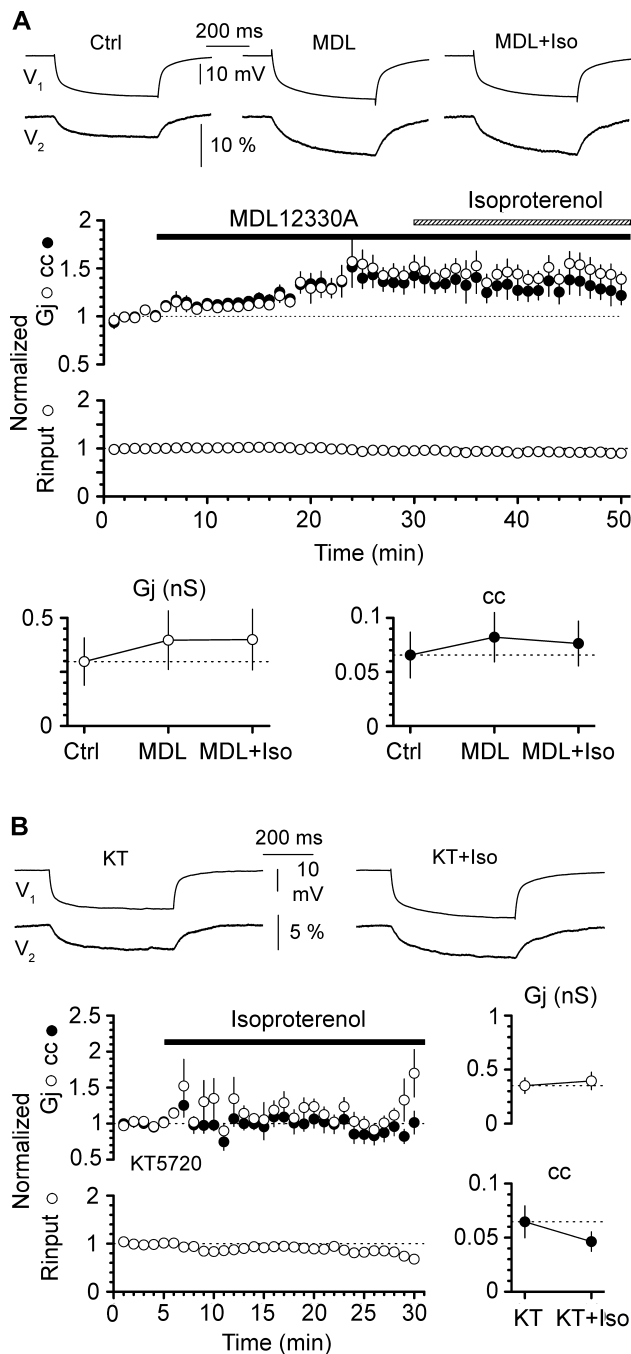 A
Ctrl 200 ms MDL MDL+Iso
V1 10 mV
V2 10 %
Isoproterenol
MDL12330A
Normalized
Gj ○ cc ●
2
1.5
1
0.5
Rinput ○
2
1
0
0 10 20 30 40 50
Time (min)
Gj (nS)
0.5
0
Ctrl MDL MDL+Iso
cc
0.1
0.05
0
Ctrl MDL MDL+Iso
B
200 ms
KT 10 mV KT+Iso
V1
V2 5 %
Isoproterenol
Normalized
Gj ○ cc ●
2.5
2
1.5
1
0.5
KT5720
Rinput ○
2
1
0
0 5 10 15 20 25 30
Time (min)
Gj (nS)
1
0.5
0
cc
0.1
0.05
0
KT KT+Iso